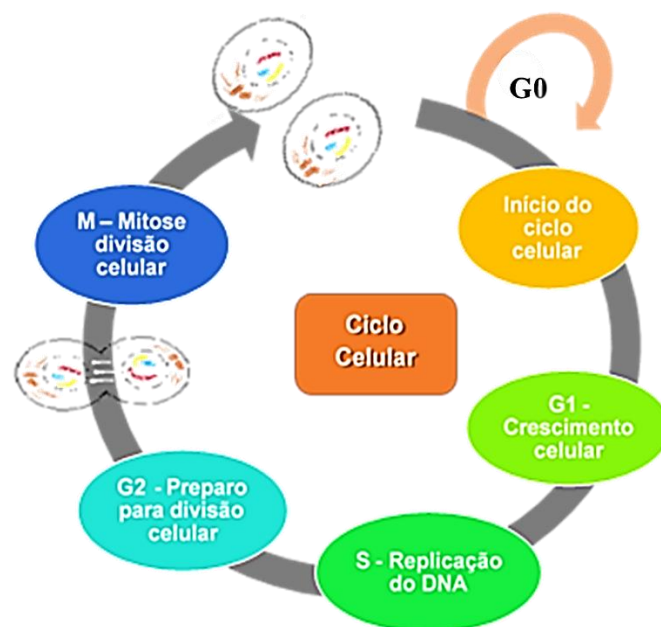 G0
Início do
ciclo
celular
G1 -
Crescimento
celular
S - Replicação
do DNA
G2 - Preparo
para divisão
celular
M – Mitose
divisão
celular
Ciclo
Celular